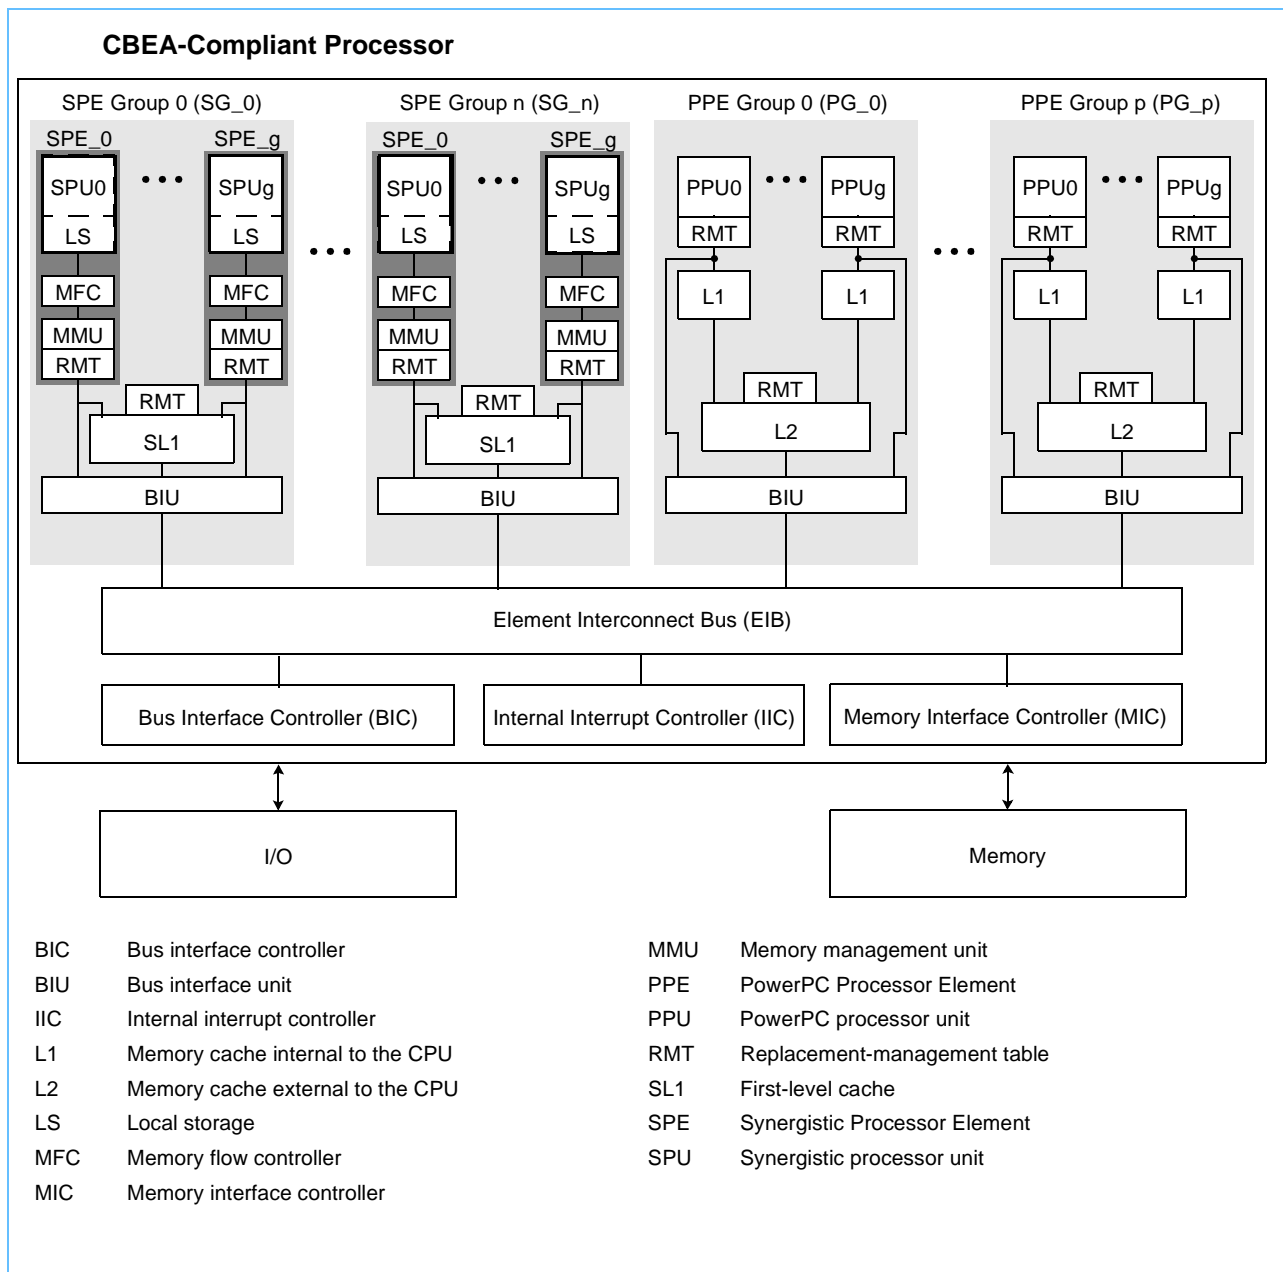 CBEA-Compliant Processor
SPE Group 0 (SG_0)
SPE Group n (SG_n)
PPE Group 0 (PG_0)
PPE Group p (PG_p)
SPE_0
SPE_g
SPE_0
SPE_g
SPU0
SPUg
SPU0
SPUg
PPU0
PPUg
PPU0
PPUg
LS
LS
LS
LS
RMT
RMT
RMT
RMT
MFC
MFC
MFC
MFC
L1
L1
L1
L1
MMU
MMU
MMU
MMU
RMT
RMT
RMT
RMT
RMT
RMT
RMT
RMT
SL1
SL1
L2
L2
BIU
BIU
BIU
BIU
Element Interconnect Bus (EIB)
Bus Interface Controller (BIC)
Internal Interrupt Controller (IIC)
Memory Interface Controller (MIC)
I/O
Memory
BIC Bus interface controller
BIU Bus interface unit
IIC Internal interrupt controller
L1 Memory cache internal to the CPU
L2 Memory cache external to the CPU
LS Local storage
MFC Memory flow controller
MIC Memory interface controller
MMU Memory management unit
PPE PowerPC Processor Element
PPU PowerPC processor unit
RMT Replacement-management table
SL1 First-level cache
SPE Synergistic Processor Element
SPU Synergistic processor unit